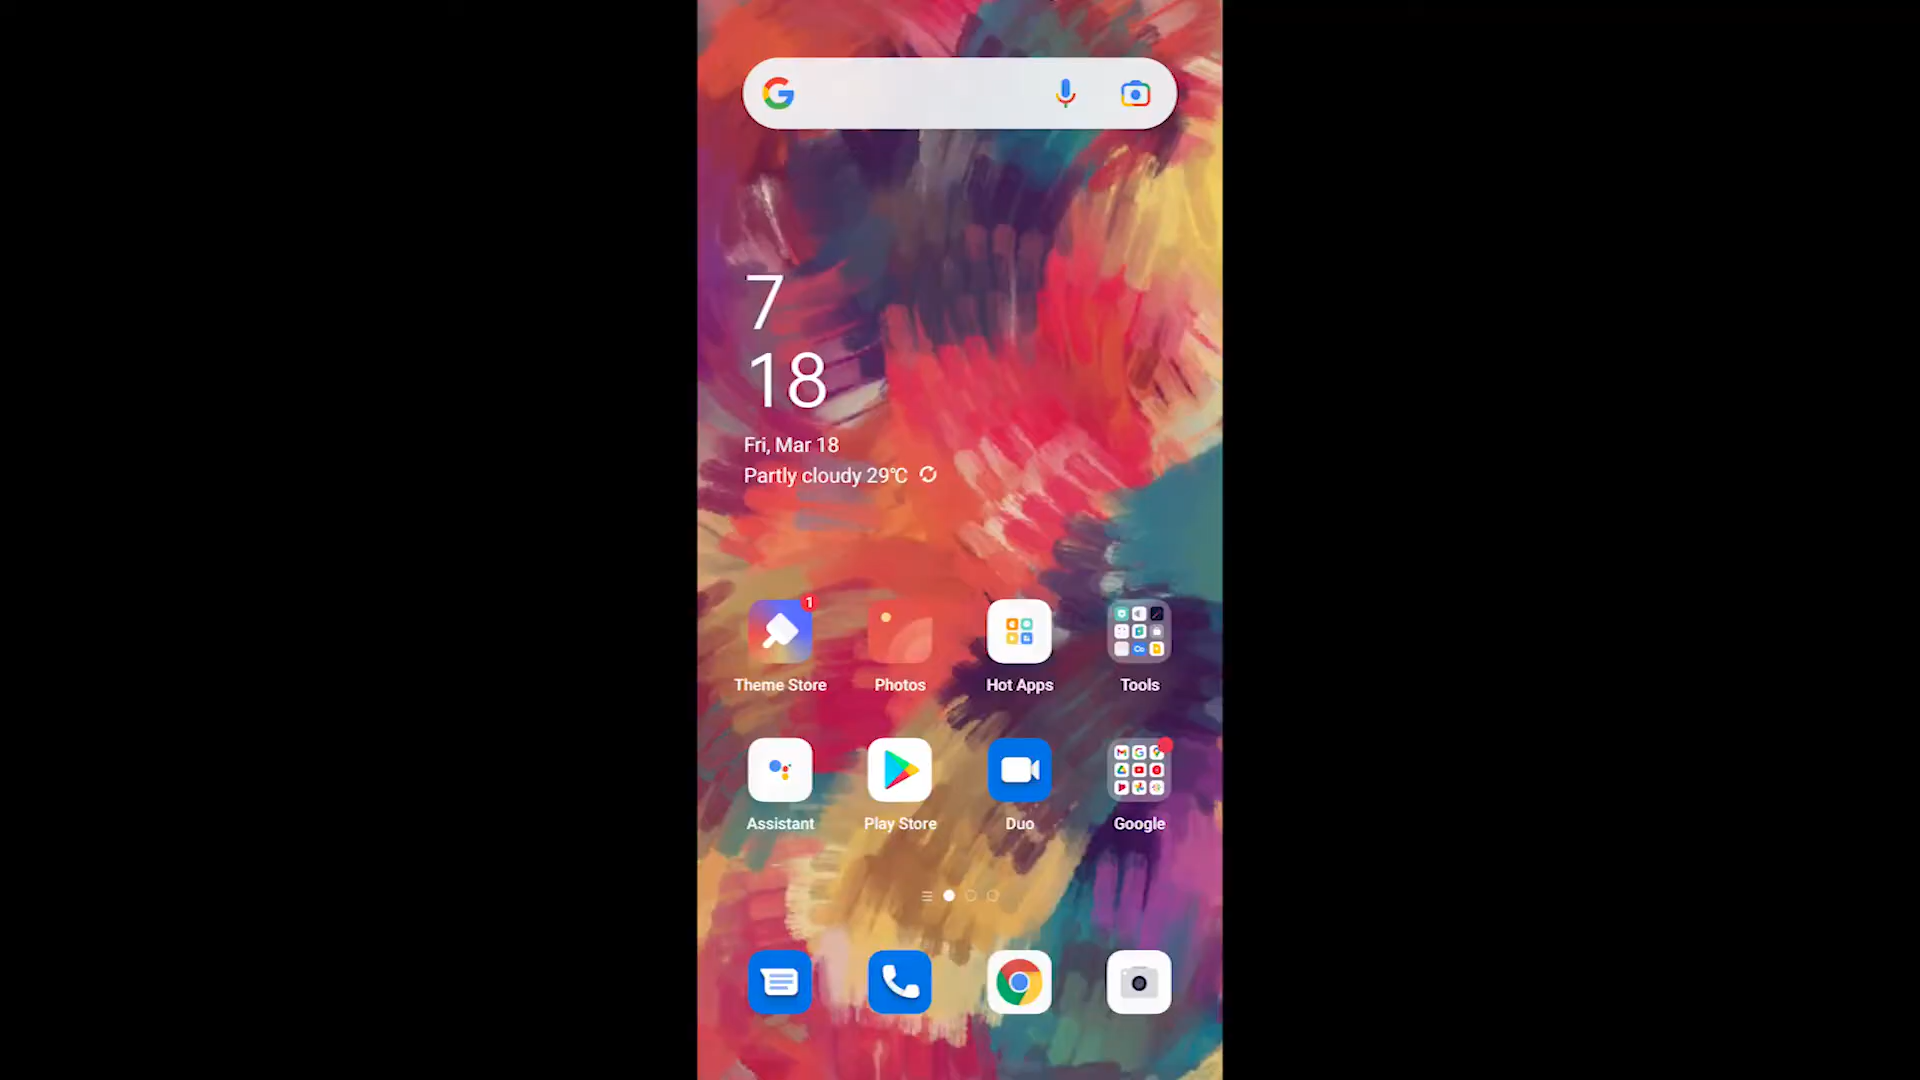 7
18
Fri, Mar 18
Partly cloudy 29℃
1
Theme Store
Photos
Hot Apps
Tools
Assistant
Play Store
Duo
Google